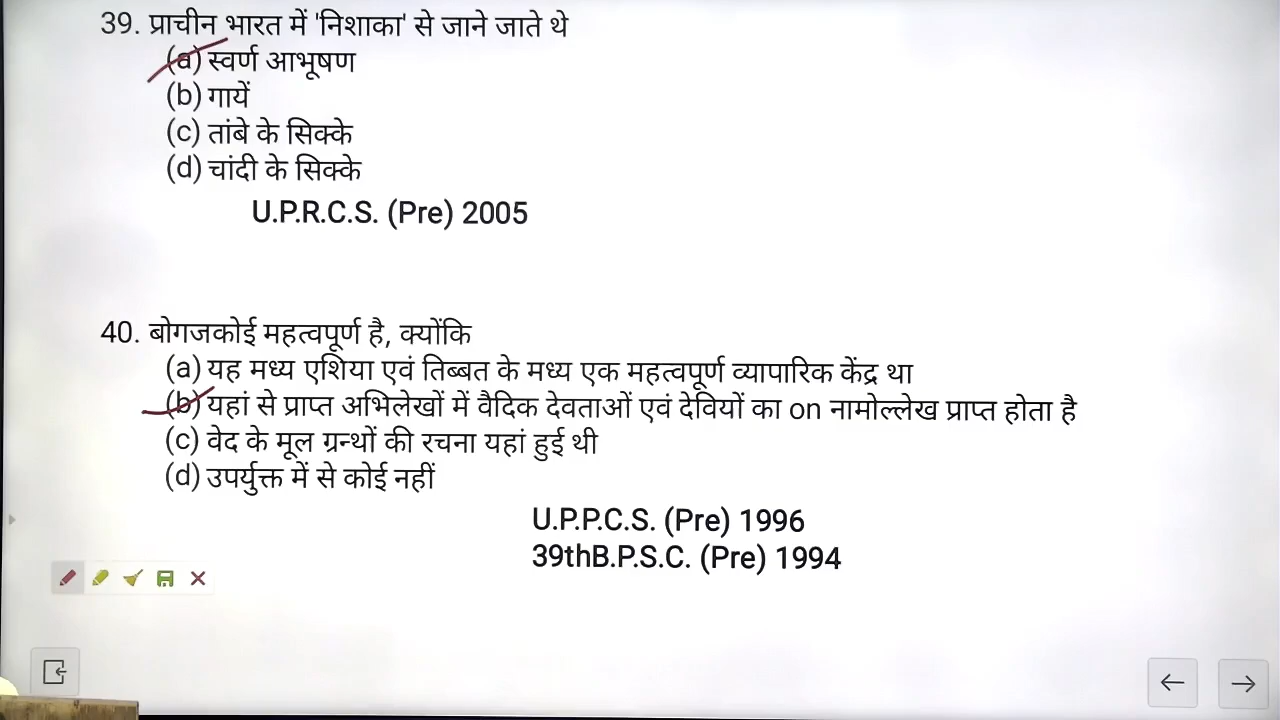 39. प्राचीन भारत में 'निशाका' से जाने जाते थे
(a) स्वर्ण आभूषण
(b) गायें
(c) तांबे के सिक्के
(d) चांदी के सिक्के
U.P.R.C.S. (Pre) 2005
40. बोगजकोई महत्वपूर्ण है, क्योंकि
(a) यह मध्य एशिया एवं तिब्बत के मध्य एक महत्वपूर्ण व्यापारिक केंद्र था
(b) यहां से प्राप्त अभिलेखों में वैदिक देवताओं एवं देवियों का on नामोल्लेख प्राप्त होता है
(c) वेद के मूल ग्रन्थों की रचना यहां हुई थी
(d) उपर्युक्त में से कोई नहीं
U.P.P.C.S. (Pre) 1996
39thB.P.S.C. (Pre) 1994